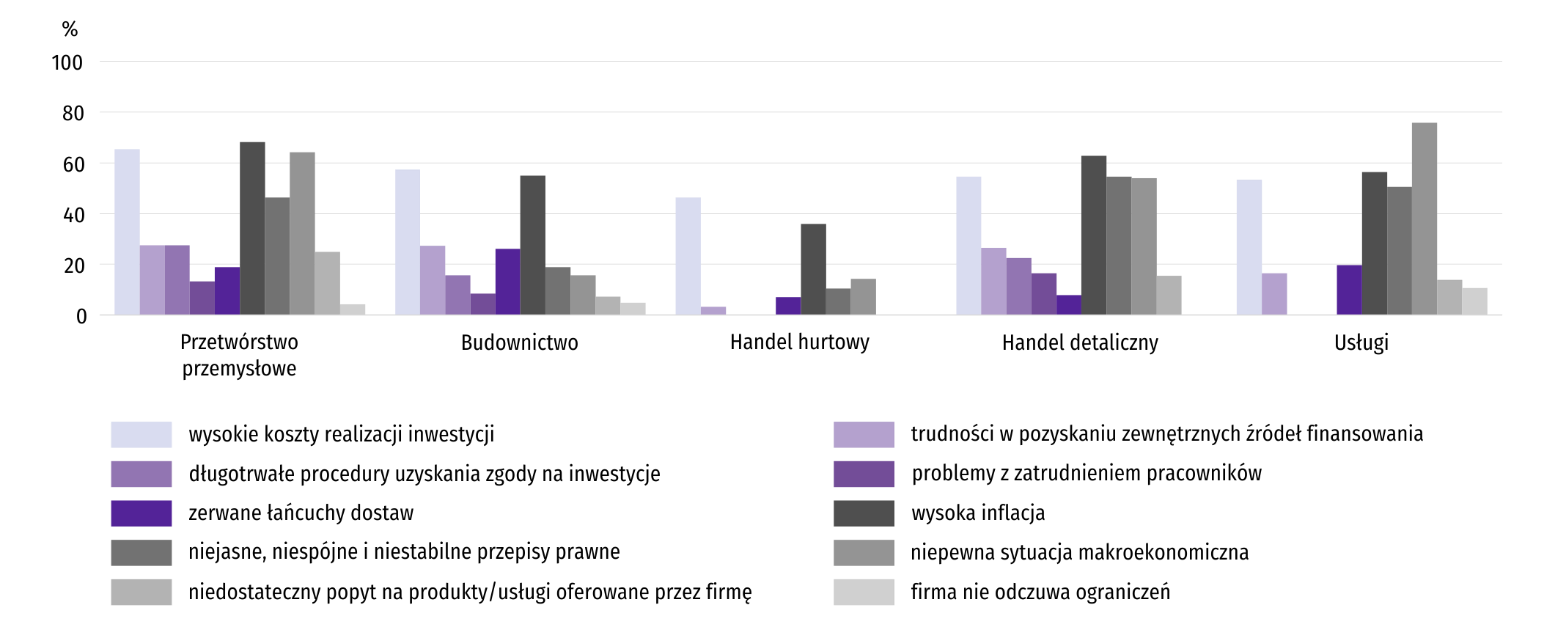 %
100
80
60
40
20
0
Przetwórstwo
przemysłowe
Budownictwo
Handel hurtowy
Handel detaliczny
Usługi
wysokie koszty realizacji inwestycji
trudności w pozyskaniu zewnętrznych źródeł finansowania
długotrwałe procedury uzyskania zgody na inwestycje
problemy z zatrudnieniem pracowników
zerwane łańcuchy dostaw
wysoka inflacja
niejasne, niespójne i niestabilne przepisy prawne
niepewna sytuacja makroekonomiczna
niedostateczny popyt na produkty/usługi oferowane przez firmę
firma nie odczuwa ograniczeń